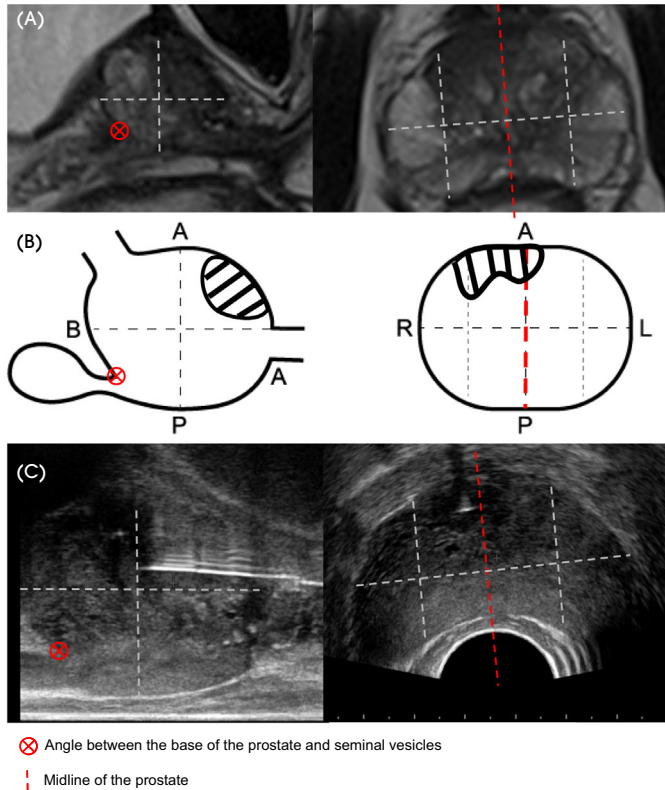 (A)
(B)
A
A
B
R
L
A
P
P
(C)
Angle between the base of the prostate and seminal vesicles
Midline of the prostate